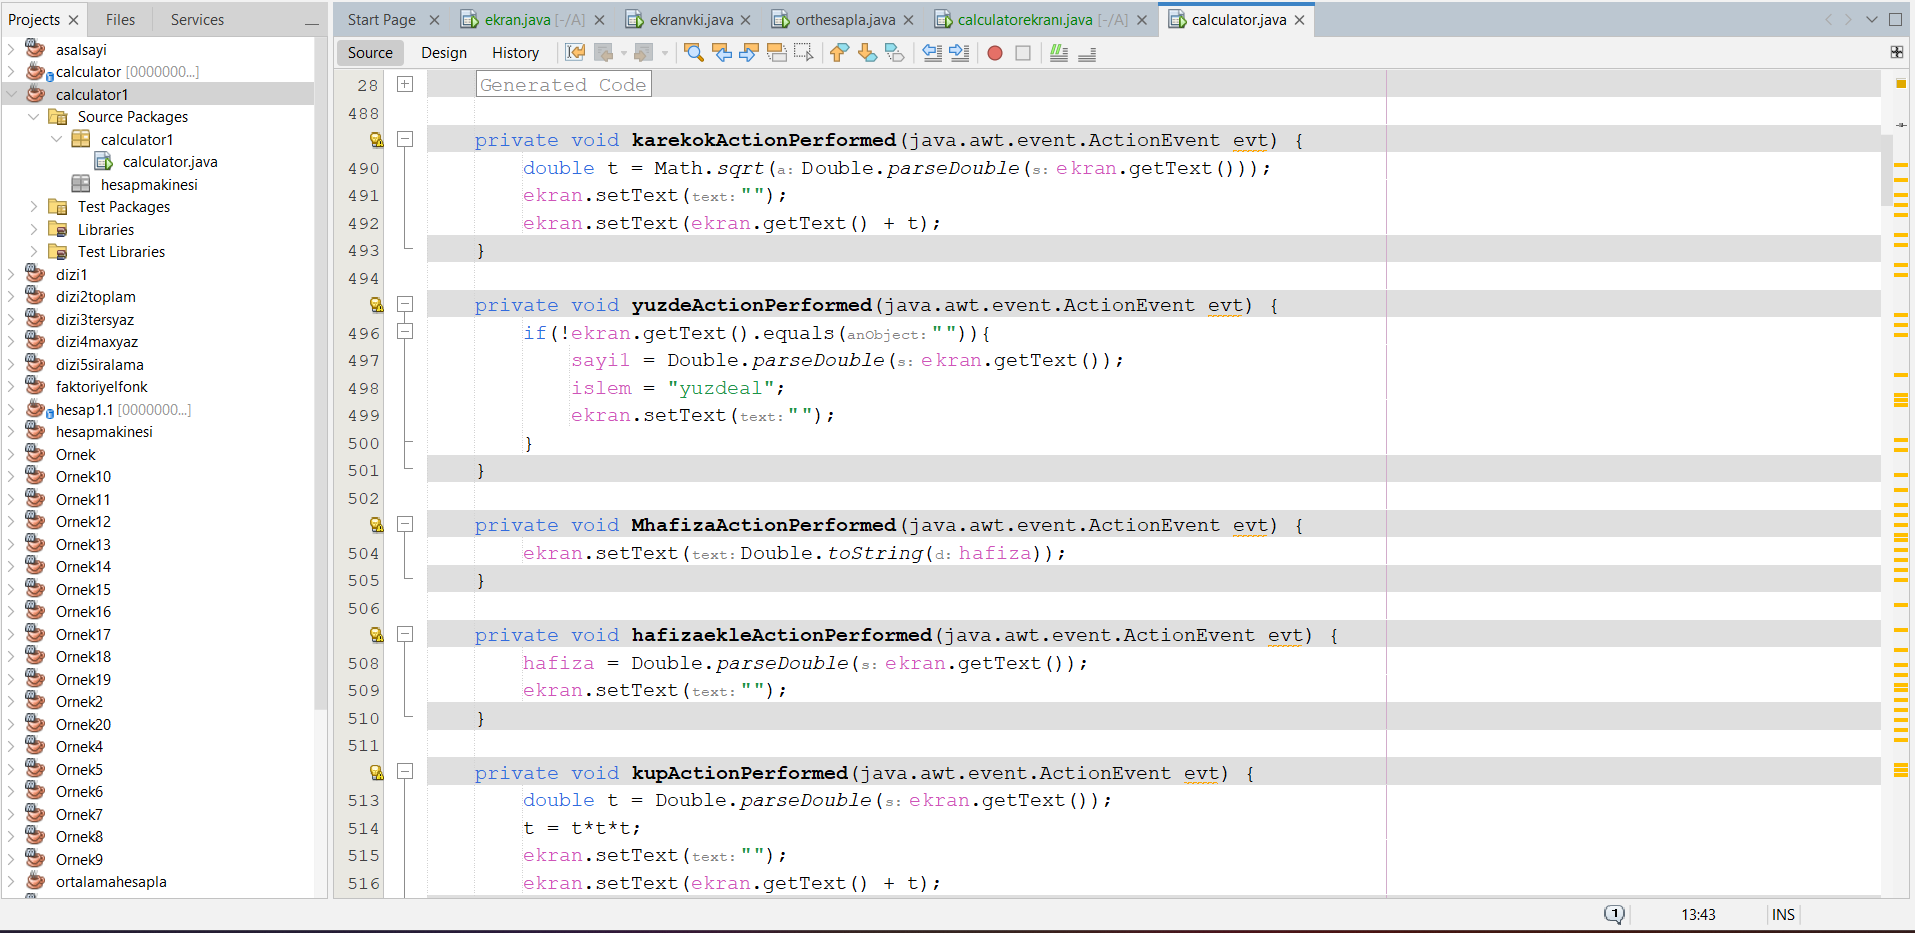 Projects Files Services
asalsayi
calculator [0000000...]
calculator1
Source Packages
calculator1
calculator.java
hesapmakinesi
Test Packages
Libraries
Test Libraries
dizi1
dizi2toplam
dizi3tersyaz
dizi4maxyaz
dizi5siralama
faktoriyelfonk
hesap1.1 [0000000...]
hesapmakinesi
Ornek
Ornek10
Ornek11
Ornek12
Ornek13
Ornek14
Ornek15
Ornek16
Ornek17
Ornek18
Ornek19
Ornek2
Ornek20
Ornek4
Ornek5
Ornek6
Ornek7
Ornek8
Ornek9
ortalamahesapla
Start Page ekran.java [-/A] ekranvki.java orthesapla.java calculatorekranı.java [-/A] calculator.java
Source Design History
28 Generated Code
488
private void karekokActionPerformed(java.awt.event.ActionEvent evt) {
490 double t = Math.sqrt(a: Double.parseDouble(s: ekran.getText()));
491 ekran.setText(text: "");
492 ekran.setText(ekran.getText() + t);
493 }
494
private void yuzdeActionPerformed(java.awt.event.ActionEvent evt) {
496 if(!ekran.getText().equals(anObject: "")){
497 sayi1 = Double.parseDouble(s: ekran.getText());
498 islem = "yuzdeal";
499 ekran.setText(text: "");
500 }
501 }
502
private void MhafizaActionPerformed(java.awt.event.ActionEvent evt) {
504 ekran.setText(text: Double.toString(d: hafiza));
505 }
506
private void hafizaekleActionPerformed(java.awt.event.ActionEvent evt) {
508 hafiza = Double.parseDouble(s: ekran.getText());
509 ekran.setText(text: "");
510 }
511
private void kupActionPerformed(java.awt.event.ActionEvent evt) {
513 double t = Double.parseDouble(s: ekran.getText());
514 t = t*t*t;
515 ekran.setText(text: "");
516 ekran.setText(ekran.getText() + t);
1 13:43 INS